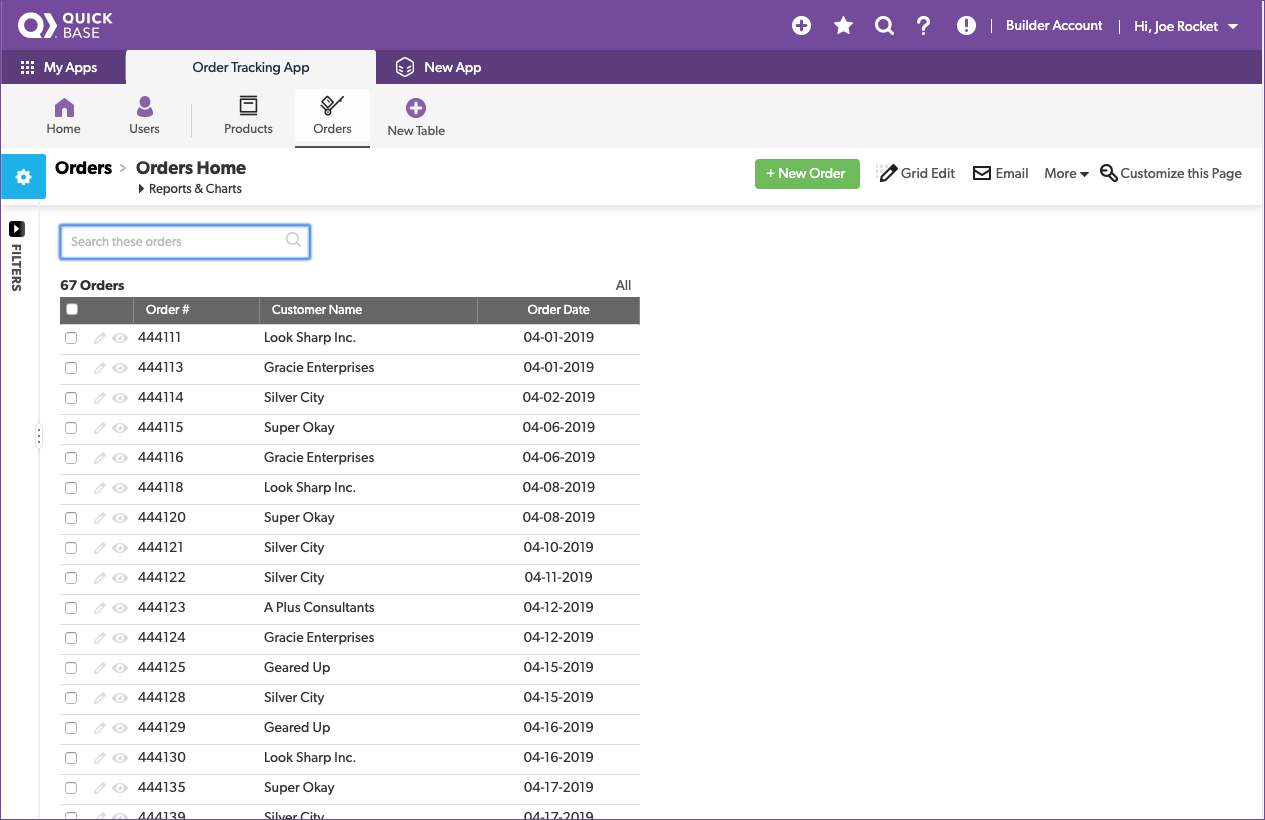 QUICK
BASE
Builder Account
Hi, Joe Rocket
My Apps
Order Tracking App
New App
Home
Users
Products
Orders
New Table
Orders > Orders Home
Reports & Charts
+ New Order
Grid Edit
Email
More
Customize this Page
FILTERS
Search these orders
67 Orders
All
Order # Customer Name Order Date
444111 Look Sharp Inc. 04-01-2019
444113 Gracie Enterprises 04-01-2019
444114 Silver City 04-02-2019
444115 Super Okay 04-06-2019
444116 Gracie Enterprises 04-06-2019
444118 Look Sharp Inc. 04-08-2019
444120 Super Okay 04-08-2019
444121 Silver City 04-10-2019
444122 Silver City 04-11-2019
444123 A Plus Consultants 04-12-2019
444124 Gracie Enterprises 04-12-2019
444125 Geared Up 04-15-2019
444128 Silver City 04-15-2019
444129 Geared Up 04-16-2019
444130 Look Sharp Inc. 04-16-2019
444135 Super Okay 04-17-2019
444139 Silver City 04-17-2019